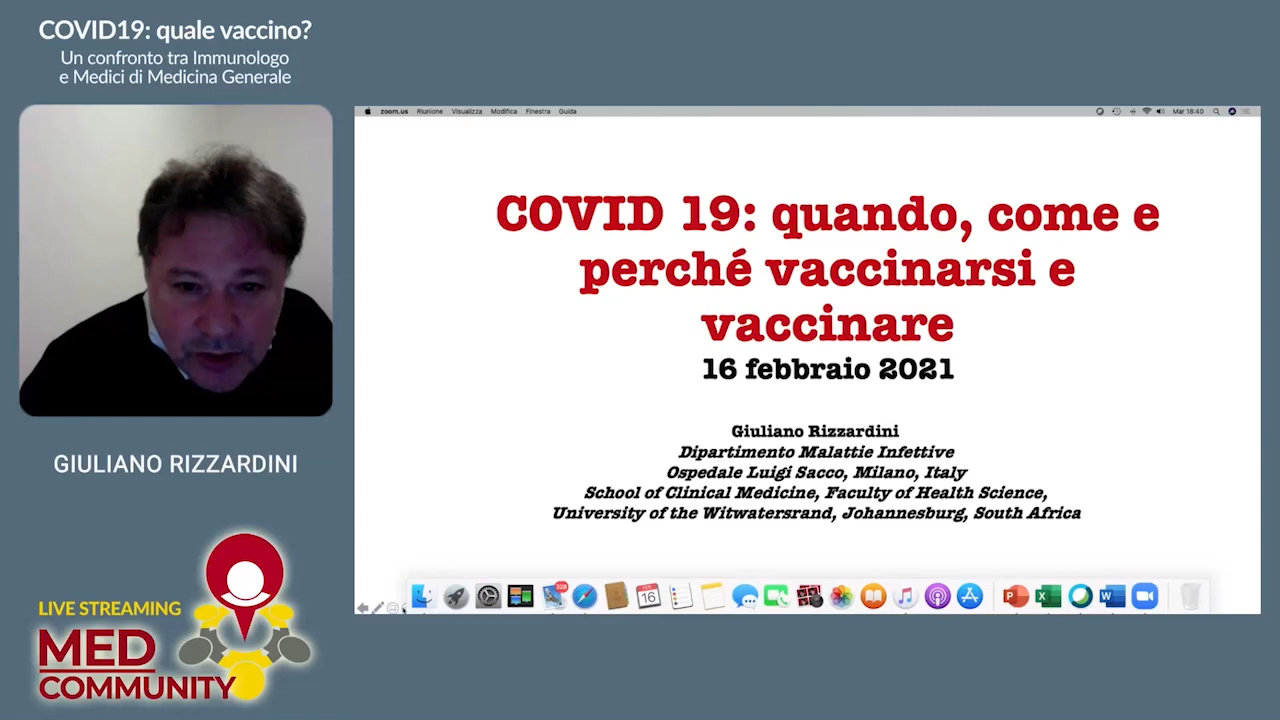 COVID19: quale vaccino?
Un confronto tra Immunologo
e Medici di Medicina Generale
zoom.us Riunione Visualizza Modifica Finestra Guida
Mar 18:40
COVID 19: quando, come e
perché vaccinarsi e
vaccinare
16 febbraio 2021
Giuliano Rizzardini
Dipartimento Malattie Infettive
Ospedale Luigi Sacco, Milano, Italy
School of Clinical Medicine, Faculty of Health Science,
University of the Witwatersrand, Johannesburg, South Africa
GIULIANO RIZZARDINI
16
P X W
LIVE STREAMING
MED
COMMUNITY